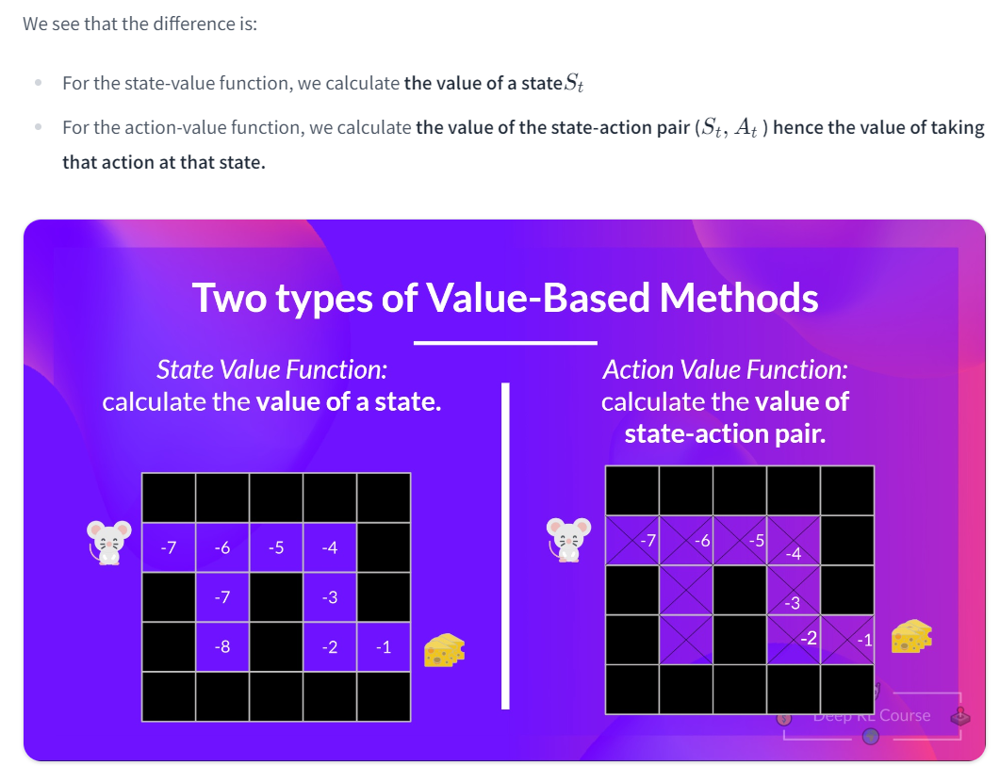 We see that the difference is:
For the state-value function, we calculate the value of a state S_t
For the action-value function, we calculate the value of the state-action pair (S_t, A_t ) hence the value of taking
that action at that state.
Two types of Value-Based Methods
State Value Function:
calculate the value of a state.
Action Value Function:
calculate the value of
state-action pair.
-7 -6 -5 -4
-7 -3
-8 -2 -1
-7 -6 -5 -4
-3
-2 -1
Deep RL Course